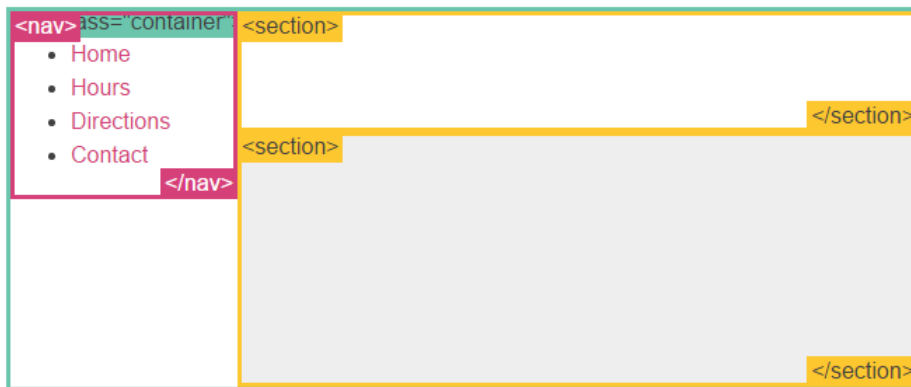 <nav>
ass="container"
Home
Hours
Directions
Contact
</nav>
<section>
</section>
<section>
</section>